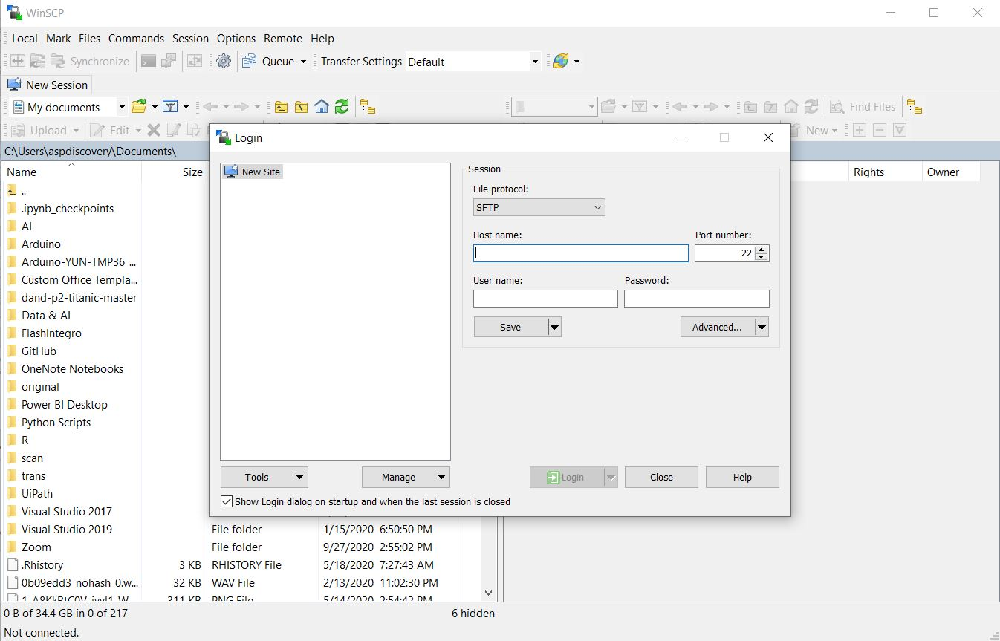 WinSCP
Local Mark Files Commands Session Options Remote Help
Synchronize Queue Transfer Settings Default
New Session
My documents Find Files
Upload Edit New
C:\Users\aspdiscovery\Documents\
Name Size Rights Owner
..
.ipynb_checkpoints
AI
Arduino
Arduino-YUN-TMP36_...
Custom Office Templa...
dand-p2-titanic-master
Data & AI
FlashIntegro
GitHub
OneNote Notebooks
original
Power BI Desktop
Python Scripts
R
scan
trans
UiPath
Visual Studio 2017
Visual Studio 2019 File folder 1/15/2020 6:50:50 PM
Zoom File folder 9/27/2020 2:55:02 PM
.Rhistory 3 KB RHISTORY File 5/18/2020 7:27:43 AM
0b09edd3_nohash_0.w... 32 KB WAV File 2/13/2020 11:02:30 PM
311 KB PNG File 5/14/2020 2:54:42 PM
0 B of 34.4 GB in 0 of 217 6 hidden
Not connected.
Login
New Site
Session
File protocol:
SFTP
Host name: Port number:
22
User name: Password:
Save Advanced...
Tools Manage Login Close Help
Show Login dialog on startup and when the last session is closed